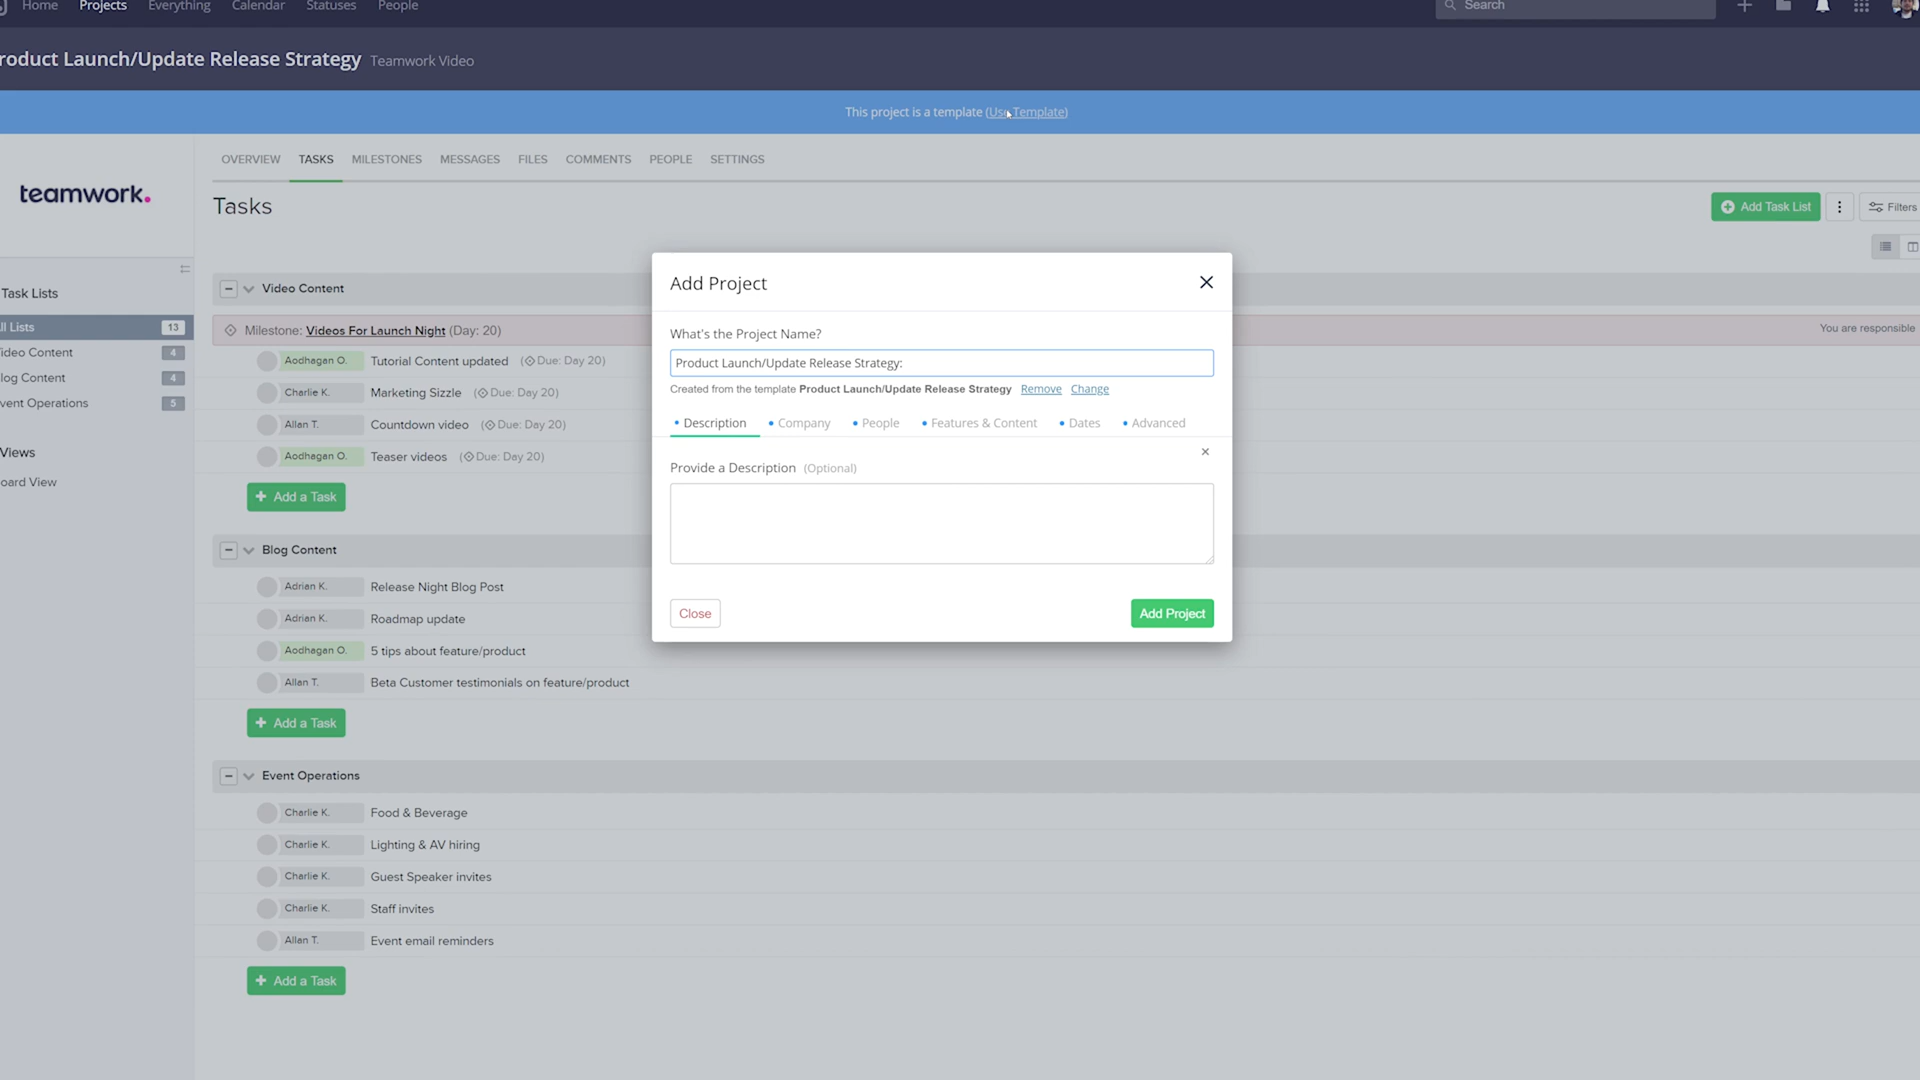 Home Projects Everything Calendar Statuses People Search
roduct Launch/Update Release Strategy Teamwork Video
This project is a template (Use Template)
teamwork.
OVERVIEW TASKS MILESTONES MESSAGES FILES COMMENTS PEOPLE SETTINGS
Tasks
Add Task List
Filters
Task Lists
ll Lists 13
ideo Content 4
log Content 4
vent Operations 5
Views
oard View
Video Content
Milestone: Videos For Launch Night (Day: 20)
You are responsible
Aodhagan O. Tutorial Content updated (Due: Day 20)
Charlie K. Marketing Sizzle (Due: Day 20)
Allan T. Countdown video (Due: Day 20)
Aodhagan O. Teaser videos (Due: Day 20)
+ Add a Task
Blog Content
Adrian K. Release Night Blog Post
Adrian K. Roadmap update
Aodhagan O. 5 tips about feature/product
Allan T. Beta Customer testimonials on feature/product
+ Add a Task
Event Operations
Charlie K. Food & Beverage
Charlie K. Lighting & AV hiring
Charlie K. Guest Speaker invites
Charlie K. Staff invites
Allan T. Event email reminders
+ Add a Task
Add Project
What's the Project Name?
Product Launch/Update Release Strategy:
Created from the template Product Launch/Update Release Strategy Remove Change
• Description • Company • People • Features & Content • Dates • Advanced
Provide a Description (Optional)
Close
Add Project